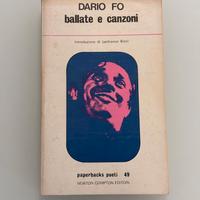 DARIO FO
ballate e canzoni
Introduzione di Lanfranco Binni
paperbacks poeti 49
NEWTON COMPTON EDITORI